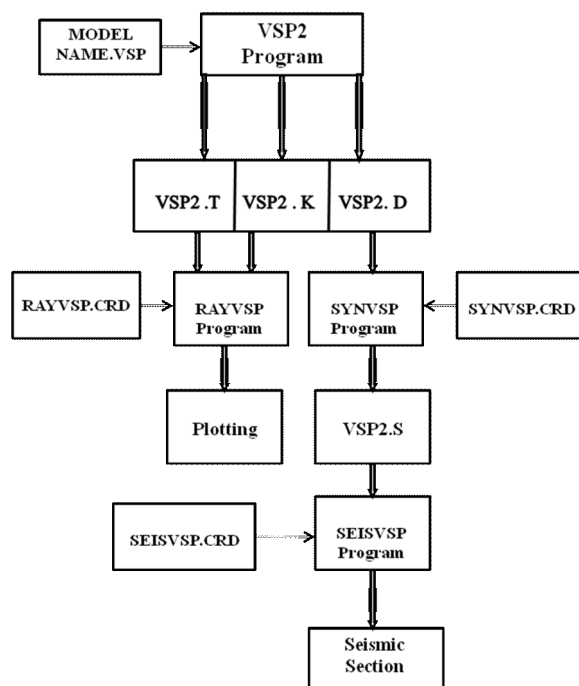 MODEL
NAME.VSP
VSP2
Program
VSP2 .T
VSP2 . K
VSP2. D
RAYVSP.CRD
RAYVSP
Program
SYNVSP
Program
SYNVSP.CRD
Plotting
VSP2.S
SEISVSP.CRD
SEISVSP
Program
Seismic
Section